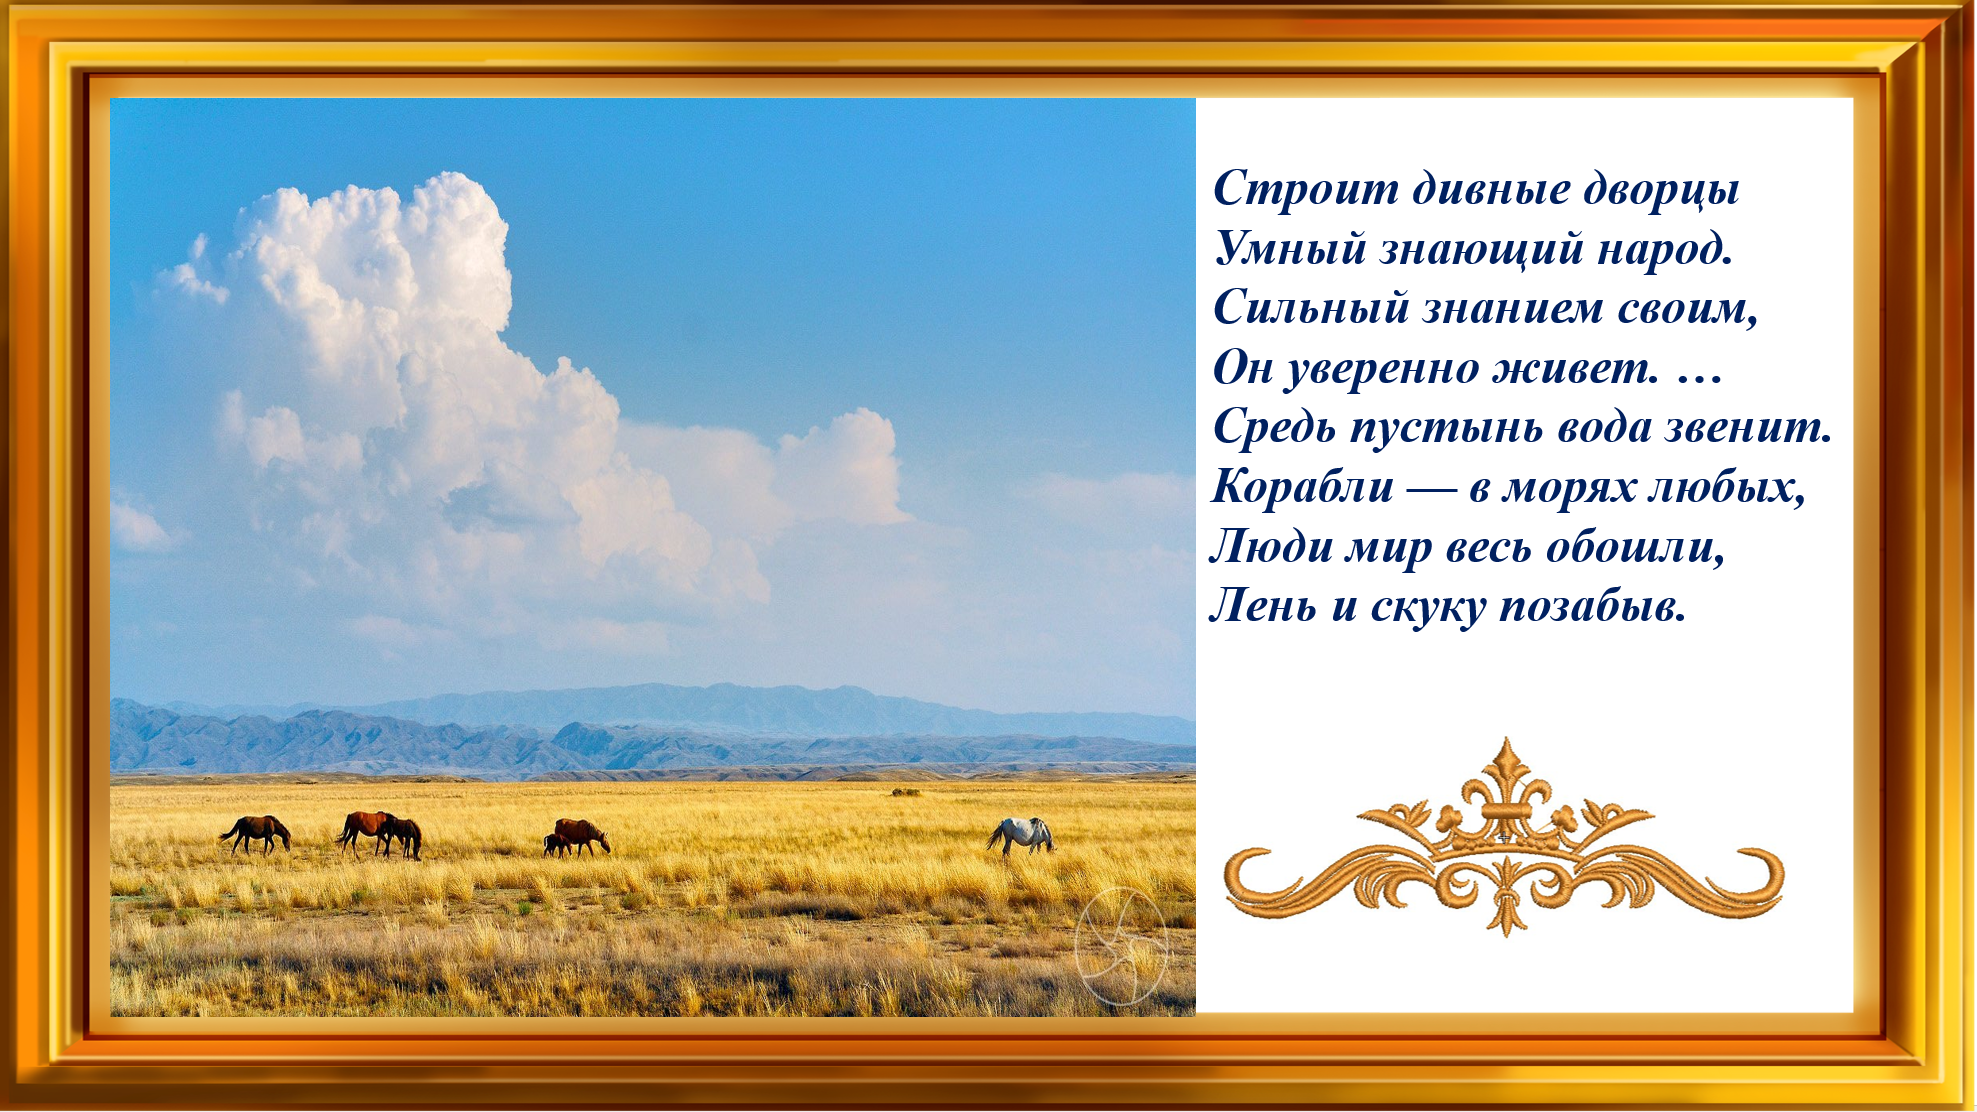 Строит дивные дворцы
Умный знающий народ.
Сильный знанием своим,
Он уверенно живет. …
Средь пустынь вода звенит.
Корабли — в морях любых,
Люди мир весь обошли,
Лень и скуку позабыв.